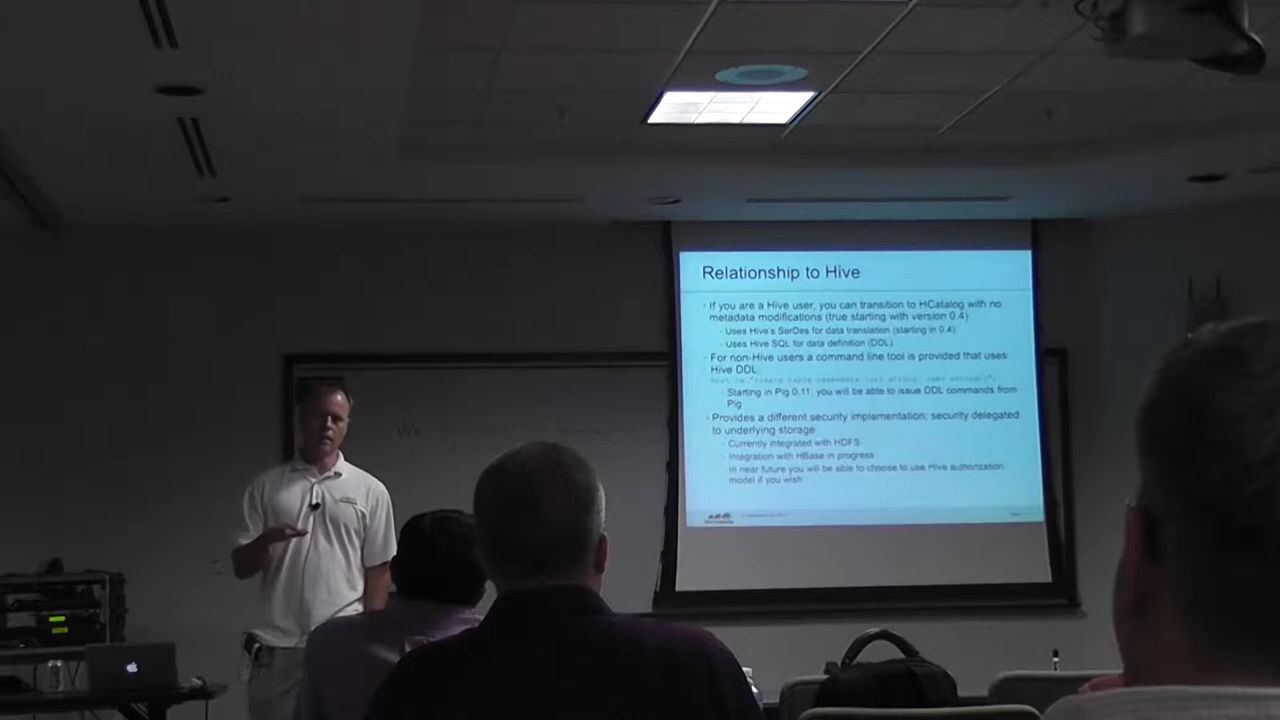 Relationship to Hive
If you are a Hive user, you can transition to HCatalog with no
metadata modifications (true starting with version 0.4)
Uses Hive's SerDes for data translation (starting in 0.4)
Uses Hive SQL for data definition (DDL)
For non-Hive users a command line tool is provided that uses
Hive DDL
Starting in Pig 0.11, you will be able to issue DDL commands from
Pig
Provides a different security implementation; security delegated
to underlying storage
Currently integrated with HDFS
Integration with HBase in progress
In near future you will be able to choose to use Hive authorization
model if you wish